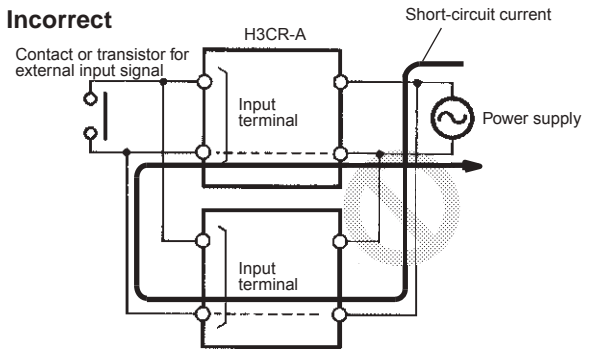 Incorrect
Short-circuit current
H3CR-A
Contact or transistor for
external input signal
Input
terminal
Power supply
Input
terminal